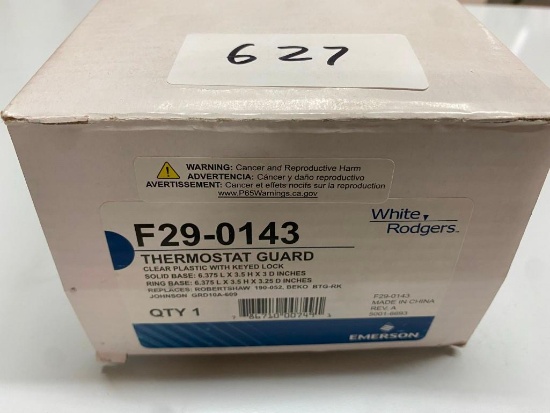 627
WARNING: Cancer and Reproductive Harm
ADVERTENCIA: Cáncer y daño reproductivo
AVERTISSEMENT: Cancer et effets nocifs sur la reproduction
www.P65Warnings.ca.gov
F29-0143
White Rodgers
THERMOSTAT GUARD
CLEAR PLASTIC WITH KEYED LOCK
SOLID BASE: 6.375 L X 3.5 H X 3 D INCHES
RING BASE: 6.375 L X 3.5 H X 3.25 D INCHES
REPLACES: ROBERTSHAW 190-052, BEKO BTG-RK
JOHNSON GRD10A-609
F29-0143
MADE IN CHINA
REV. A
QTY 1
EMERSON